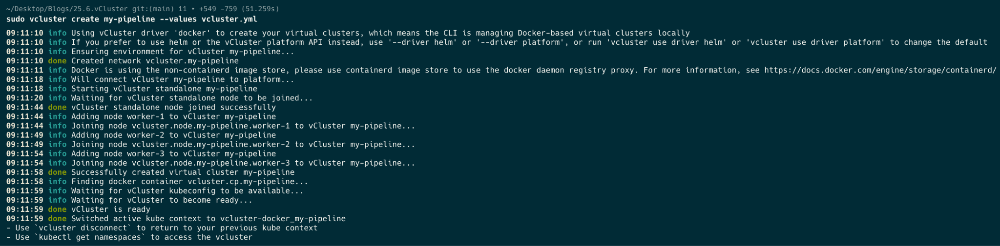 ~/Desktop/Blogs/25.6.vCluster git:(main) 11 • +549 -759 (51.259s)
sudo vcluster create my-pipeline --values vcluster.yml
09:11:10 info Using vCluster driver 'docker' to create your virtual clusters, which means the CLI is managing Docker-based virtual clusters locally
09:11:10 info If you prefer to use helm or the vCluster platform API instead, use '--driver helm' or '--driver platform', or run 'vcluster use driver helm' or 'vcluster use driver platform' to change the default
09:11:10 info Ensuring environment for vCluster my-pipeline...
09:11:10 done Created network vcluster.my-pipeline
09:11:11 info Docker is using the non-containerd image store, please use containerd image store to use the docker daemon registry proxy. For more information, see https://docs.docker.com/engine/storage/containerd/
09:11:18 info Will connect vCluster my-pipeline to platform...
09:11:18 info Starting vCluster standalone my-pipeline
09:11:20 info Waiting for vCluster standalone node to be joined...
09:11:44 done vCluster standalone node joined successfully
09:11:44 info Adding node worker-1 to vCluster my-pipeline
09:11:44 info Joining node vcluster.node.my-pipeline.worker-1 to vCluster my-pipeline...
09:11:49 info Adding node worker-2 to vCluster my-pipeline
09:11:49 info Joining node vcluster.node.my-pipeline.worker-2 to vCluster my-pipeline...
09:11:54 info Adding node worker-3 to vCluster my-pipeline
09:11:54 info Joining node vcluster.node.my-pipeline.worker-3 to vCluster my-pipeline...
09:11:58 done Successfully created virtual cluster my-pipeline
09:11:58 info Finding docker container vcluster.cp.my-pipeline...
09:11:59 info Waiting for vCluster kubeconfig to be available...
09:11:59 info Waiting for vCluster to become ready...
09:11:59 done vCluster is ready
09:11:59 done Switched active kube context to vcluster-docker_my-pipeline
- Use `vcluster disconnect` to return to your previous kube context
- Use `kubectl get namespaces` to access the vcluster